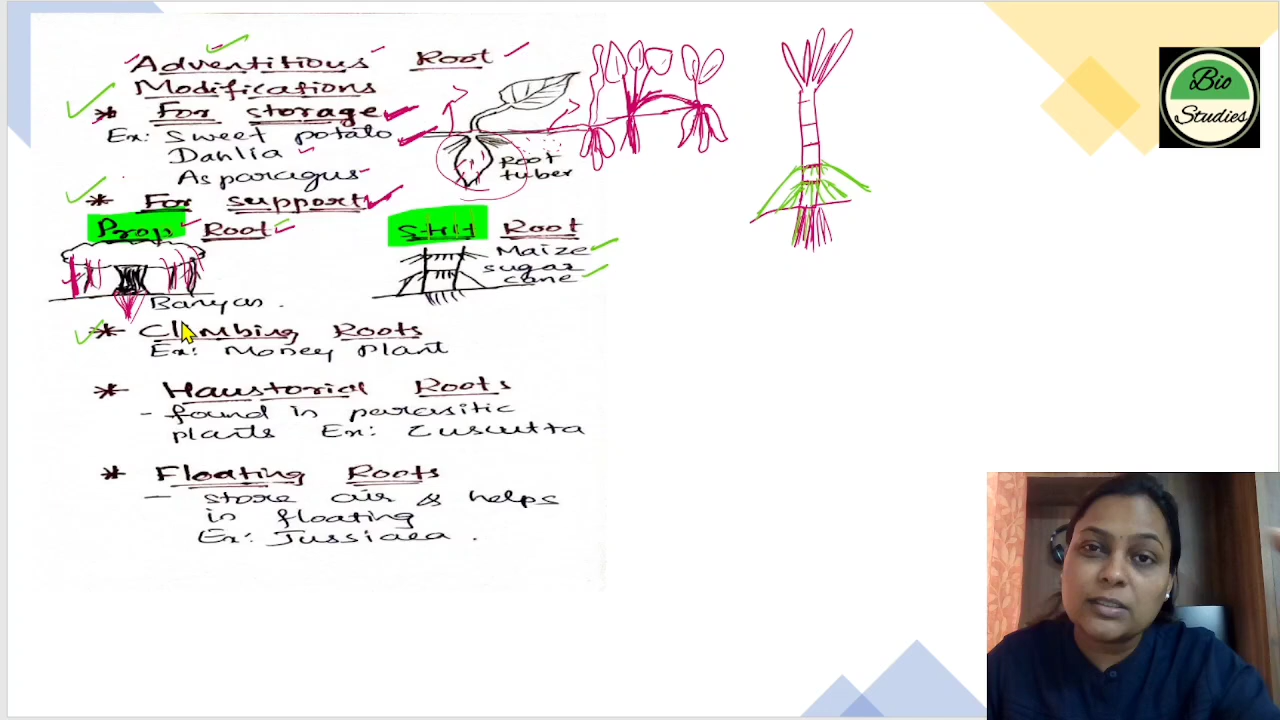 Adventitious Root
Modifications
* For storage
Ex: Sweet potato
Dahlia
Asparagus
Root
tuber
* For support
Prop Root
Stilt Root
Maize
sugar
cane
Banyan.
* Climbing Roots
Ex: Money Plant
* Haustorial Roots
- found in parasitic
plants Ex: Cuscutta
* Floating Roots
- store air & helps
in floating
Ex: Jussiaea.
Bio
Studies